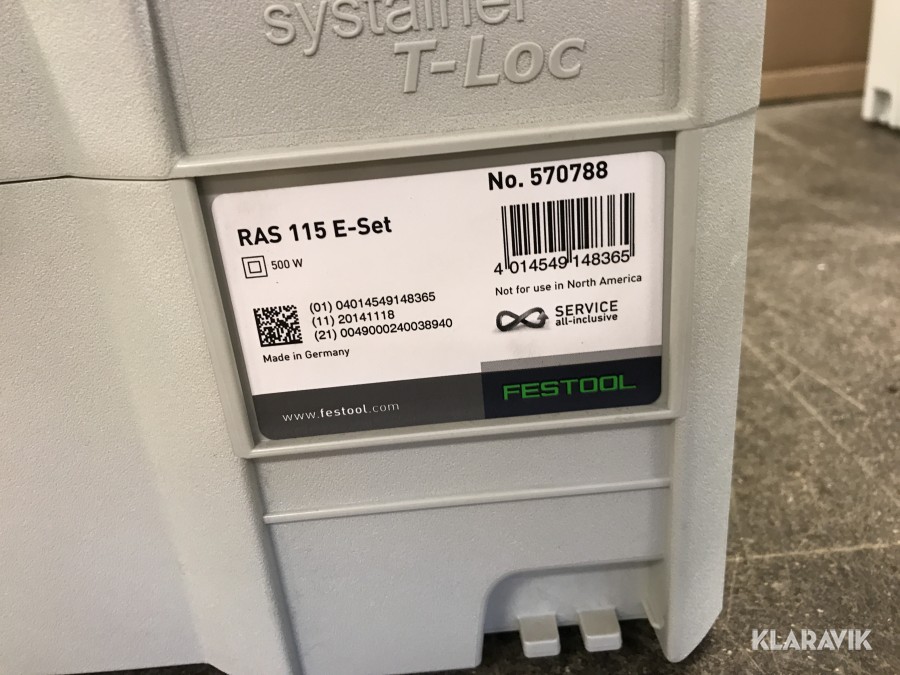 systainer
T-Loc
No. 570788
RAS 115 E-Set
500 W
4 014549 148365
Not for use in North America
(01) 04014549148365
(11) 20141118
(21) 0049000240038940
SERVICE
all-inclusive
Made in Germany
www.festool.com
FESTOOL
KLARAVIK